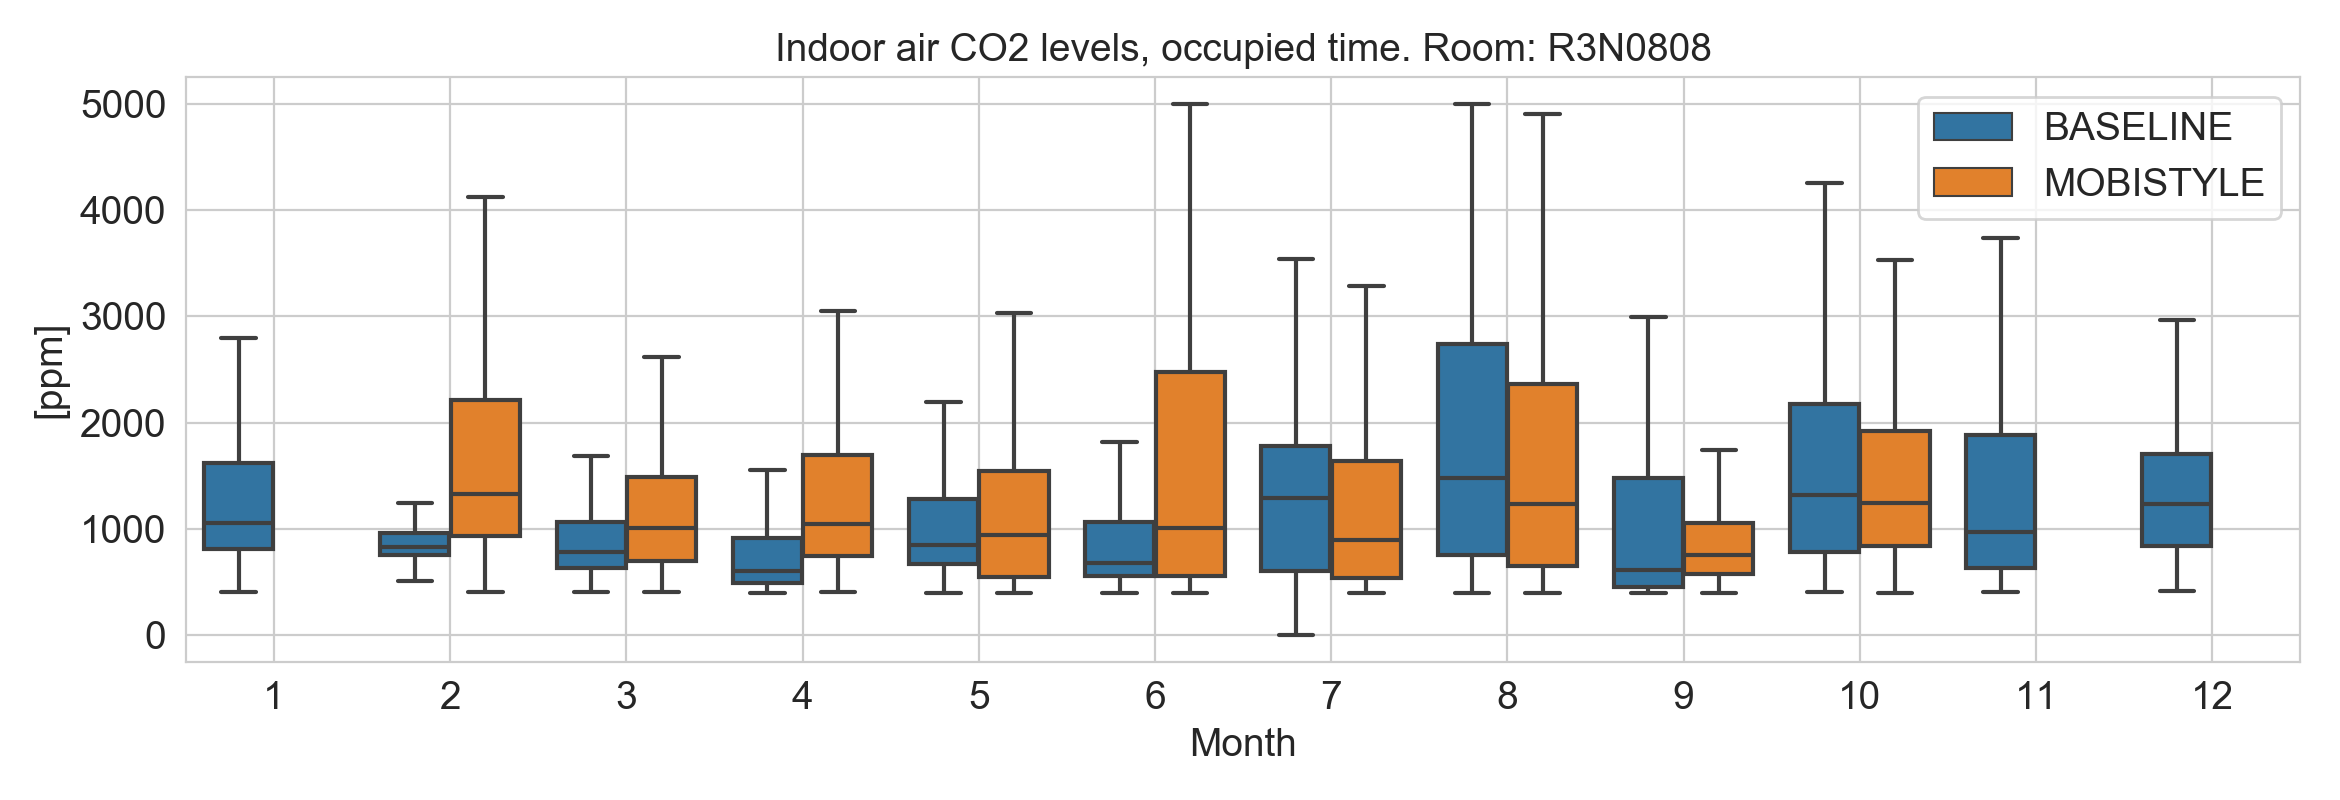 Indoor air CO2 levels, occupied time. Room: R3N0808
BASELINE
MOBISTYLE
[ppm]
5000
4000
3000
2000
1000
0
1 2 3 4 5 6 7 8 9 10 11 12
Month